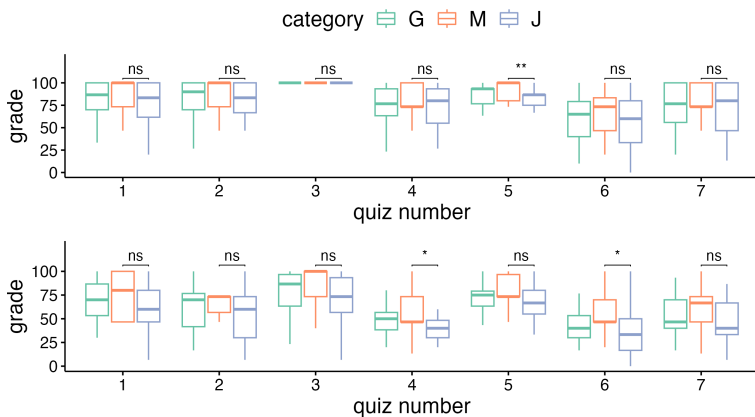 category G M J
ns ns ns ns ** ns ns
100
75
50
25
0
grade
1 2 3 4 5 6 7
quiz number
ns ns ns * ns * ns
100
75
50
25
0
grade
1 2 3 4 5 6 7
quiz number